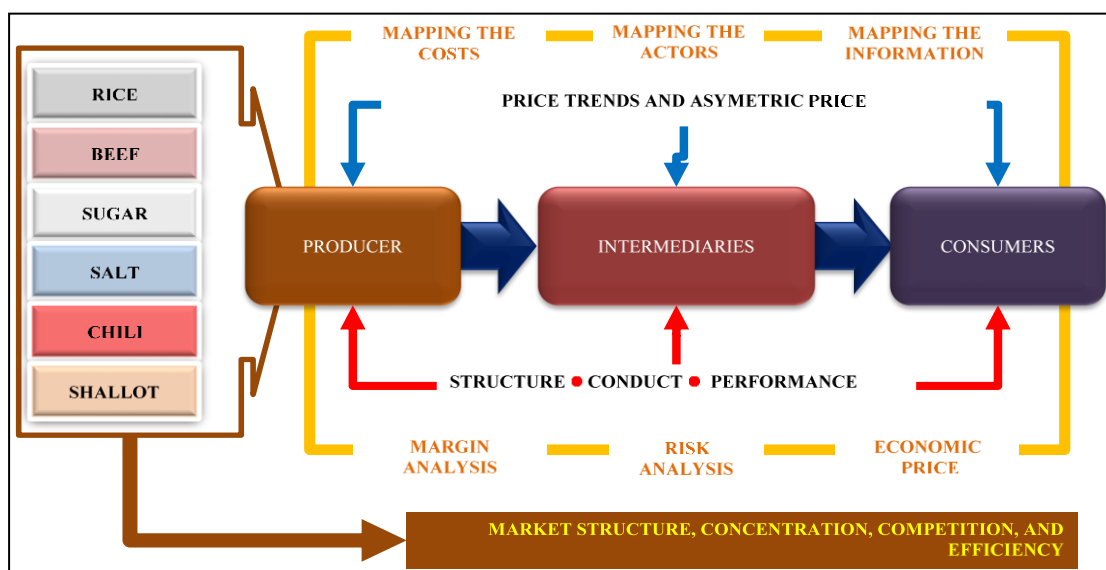 MAPPING THE
COSTS
MAPPING THE
ACTORS
MAPPING THE
INFORMATION
RICE
BEEF
SUGAR
SALT
CHILI
SHALLOT
PRICE TRENDS AND ASYMETRIC PRICE
PRODUCER
INTERMEDIARIES
CONSUMERS
STRUCTURE • CONDUCT • PERFORMANCE
MARGIN
ANALYSIS
RISK
ANALYSIS
ECONOMIC
PRICE
MARKET STRUCTURE, CONCENTRATION, COMPETITION, AND
EFFICIENCY